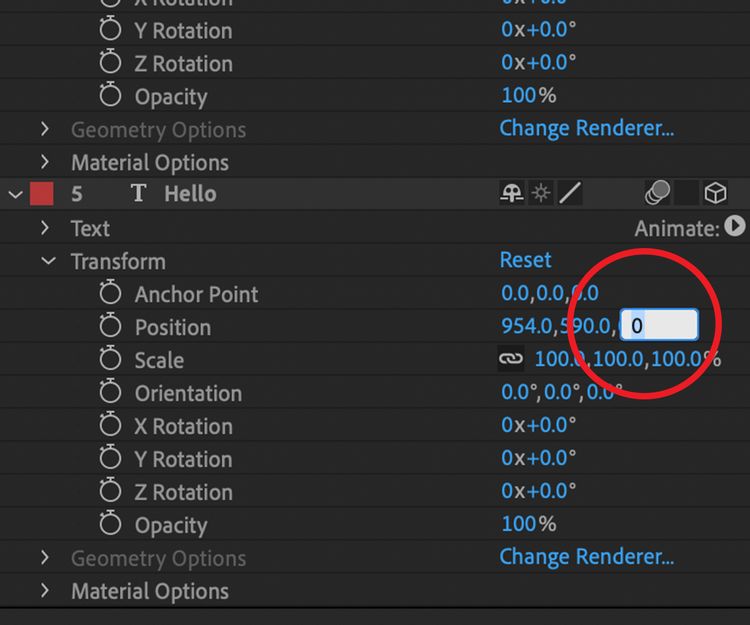 X Rotation 0x+0.0°
Y Rotation 0x+0.0°
Z Rotation 0x+0.0°
Opacity 100%
Geometry Options Change Renderer...
Material Options
5 T Hello
Text Animate:
Transform Reset
Anchor Point 0.0,0.0,0.0
Position 954.0,590.0, 0
Scale 100.0,100.0,100.0%
Orientation 0.0°,0.0°,0.0°
X Rotation 0x+0.0°
Y Rotation 0x+0.0°
Z Rotation 0x+0.0°
Opacity 100%
Geometry Options Change Renderer...
Material Options